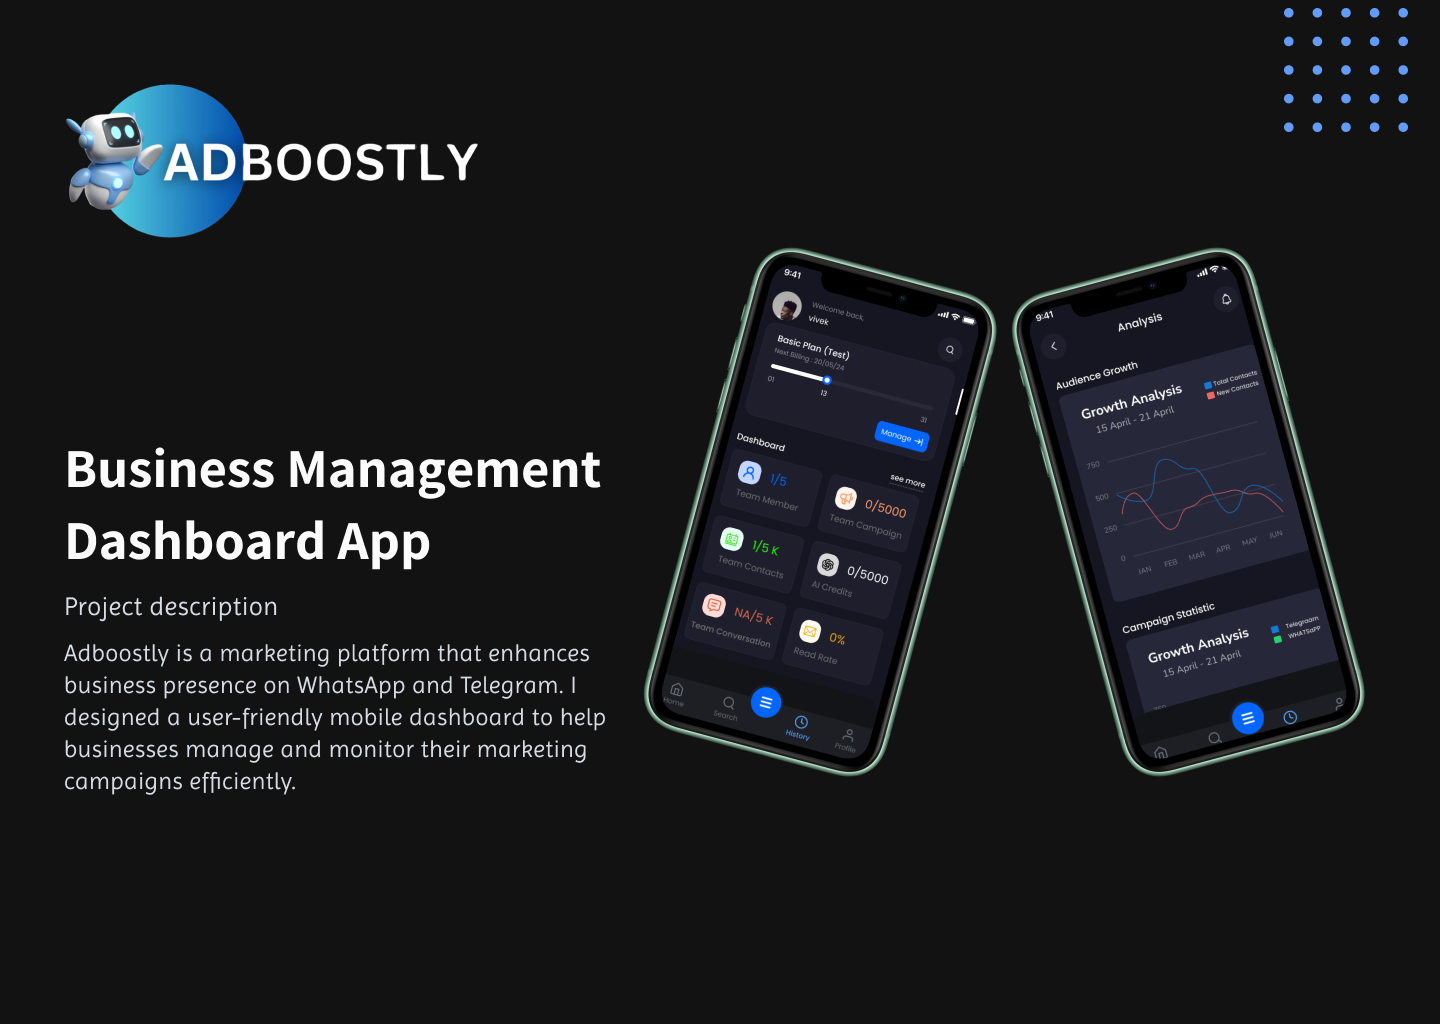 ADBOOSTLY
Business Management
Dashboard App
Project description
Adboostly is a marketing platform that enhances
business presence on WhatsApp and Telegram. I
designed a user-friendly mobile dashboard to help
businesses manage and monitor their marketing
campaigns efficiently.
9:41
Welcome back,
vivek
Basic Plan (Test)
Next Billing : 20/05/24
01
13
31
Manage
Dashboard
see more
1/5
Team Member
0/5000
Team Campaign
1/5 K
Team Contacts
0/5000
AI Credits
NA/5 K
Team Conversation
0%
Read Rate
Home
Search
History
Profile
9:41
Analysis
Audience Growth
Growth Analysis
15 April - 21 April
Total Contacts
New Contacts
750
500
250
0
JAN FEB MAR APR MAY JUN
Campaign Statistic
Growth Analysis
15 April - 21 April
Telegraam
WHATSaPP
750